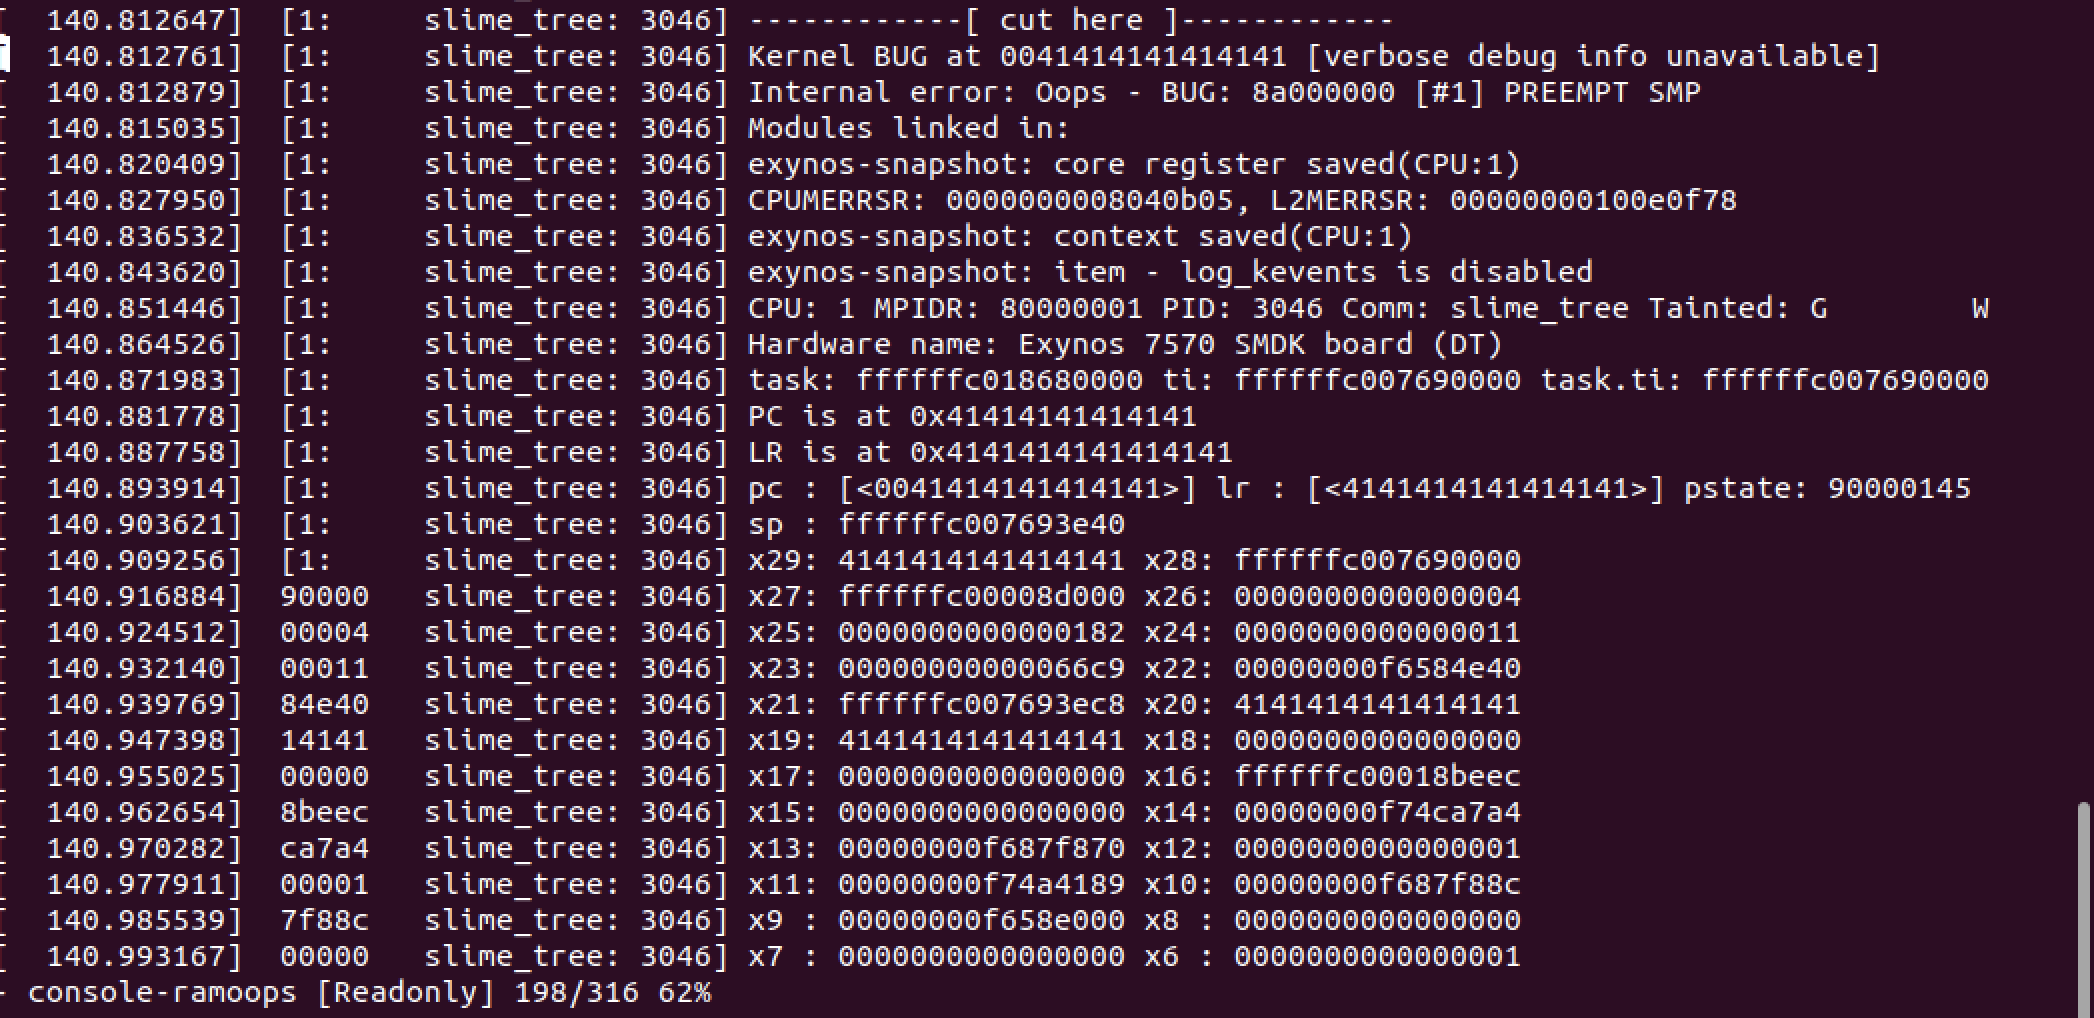 [ 140.812647] [1: slime_tree: 3046] ------------[ cut here ]------------
[ 140.812761] [1: slime_tree: 3046] Kernel BUG at 0041414141414141 [verbose debug info unavailable]
[ 140.812879] [1: slime_tree: 3046] Internal error: Oops - BUG: 8a000000 [#1] PREEMPT SMP
[ 140.815035] [1: slime_tree: 3046] Modules linked in:
[ 140.820409] [1: slime_tree: 3046] exynos-snapshot: core register saved(CPU:1)
[ 140.827950] [1: slime_tree: 3046] CPUMERRSR: 0000000008040b05, L2MERRSR: 00000000100e0f78
[ 140.836532] [1: slime_tree: 3046] exynos-snapshot: context saved(CPU:1)
[ 140.843620] [1: slime_tree: 3046] exynos-snapshot: item - log_kevents is disabled
[ 140.851446] [1: slime_tree: 3046] CPU: 1 MPIDR: 80000001 PID: 3046 Comm: slime_tree Tainted: G        W
[ 140.864526] [1: slime_tree: 3046] Hardware name: Exynos 7570 SMDK board (DT)
[ 140.871983] [1: slime_tree: 3046] task: ffffffc018680000 ti: ffffffc007690000 task.ti: ffffffc007690000
[ 140.881778] [1: slime_tree: 3046] PC is at 0x41414141414141
[ 140.887758] [1: slime_tree: 3046] LR is at 0x4141414141414141
[ 140.893914] [1: slime_tree: 3046] pc : [<0041414141414141>] lr : [<4141414141414141>] pstate: 90000145
[ 140.903621] [1: slime_tree: 3046] sp : ffffffc007693e40
[ 140.909256] [1: slime_tree: 3046] x29: 4141414141414141 x28: ffffffc007690000
[ 140.916884] 90000 slime_tree: 3046] x27: ffffffc00008d000 x26: 0000000000000004
[ 140.924512] 00004 slime_tree: 3046] x25: 0000000000000182 x24: 0000000000000011
[ 140.932140] 00011 slime_tree: 3046] x23: 00000000000066c9 x22: 00000000f6584e40
[ 140.939769] 84e40 slime_tree: 3046] x21: ffffffc007693ec8 x20: 4141414141414141
[ 140.947398] 14141 slime_tree: 3046] x19: 4141414141414141 x18: 0000000000000000
[ 140.955025] 00000 slime_tree: 3046] x17: 0000000000000000 x16: ffffffc00018beec
[ 140.962654] 8beec slime_tree: 3046] x15: 0000000000000000 x14: 00000000f74ca7a4
[ 140.970282] ca7a4 slime_tree: 3046] x13: 00000000f687f870 x12: 0000000000000001
[ 140.977911] 00001 slime_tree: 3046] x11: 00000000f74a4189 x10: 00000000f687f88c
[ 140.985539] 7f88c slime_tree: 3046] x9 : 00000000f658e000 x8 : 0000000000000000
[ 140.993167] 00000 slime_tree: 3046] x7 : 0000000000000000 x6 : 0000000000000001
- console-ramoops [Readonly] 198/316 62%